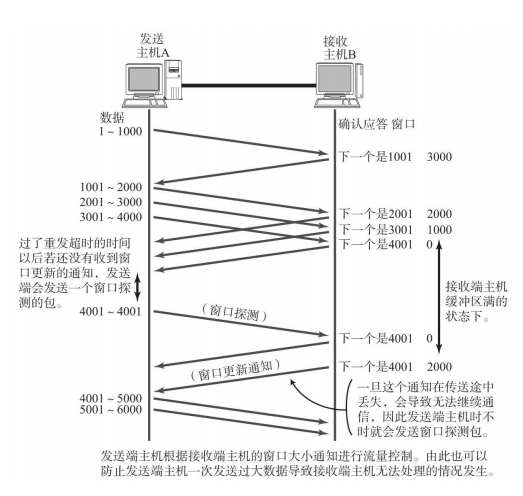 发送
主机A
接收
主机B
数据
确认应答 窗口
1～1000
下一个是1001 3000
1001～2000
2001～3000
3001～4000
下一个是2001 2000
下一个是3001 1000
下一个是4001 0
过了重发超时的时间
以后若还没有收到窗
口更新的通知，发送
端会发送一个窗口探
测的包。
接收端主机
缓冲区满的
状态下。
4001～4001
（窗口探测）
下一个是4001 0
（窗口更新通知）
下一个是4001 2000
一旦这个通知在传送途中
丢失，会导致无法继续通
信，因此发送端主机时不
时就会发送窗口探测包。
4001～5000
5001～6000
发送端主机根据接收端主机的窗口大小通知进行流量控制。由此也可以
防止发送端主机一次发送过大数据导致接收端主机无法处理的情况发生。